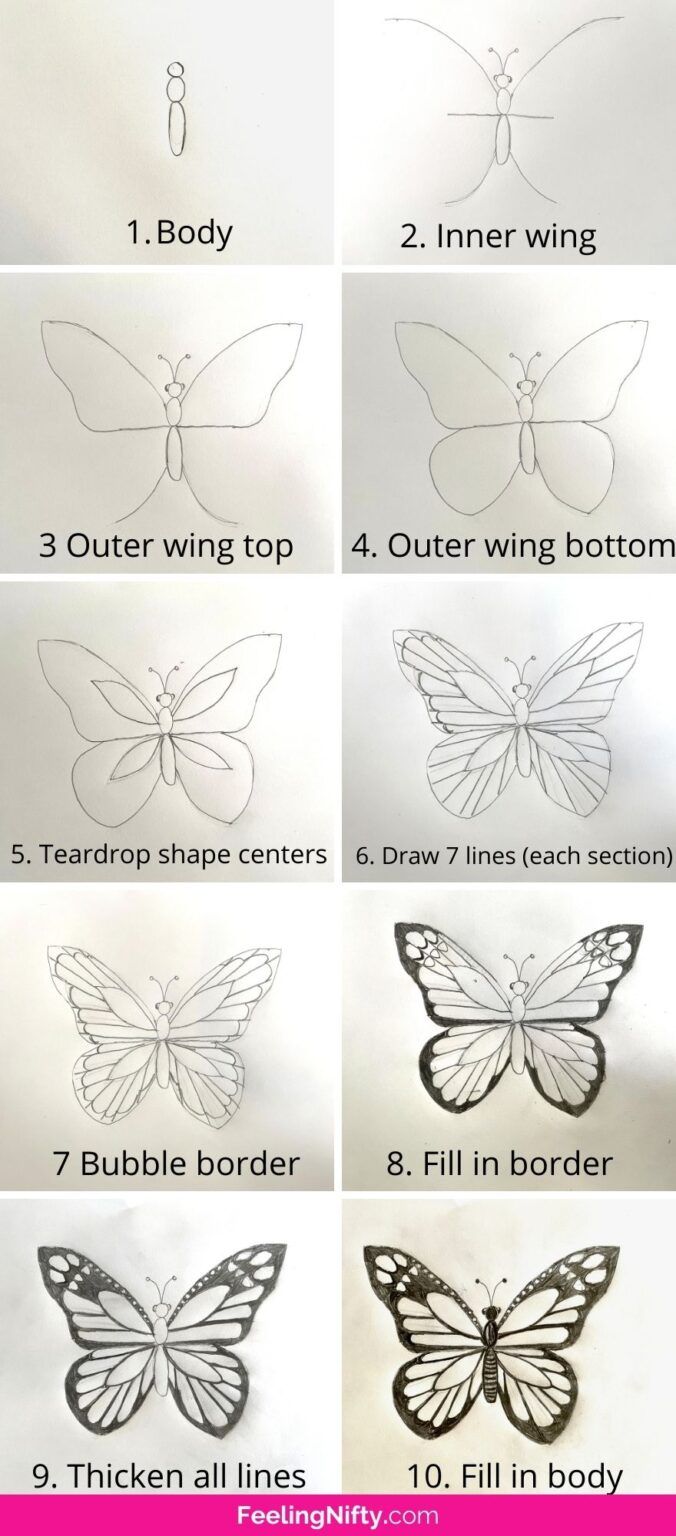 1. Body
2. Inner wing
3 Outer wing top
4. Outer wing bottom
5. Teardrop shape centers
6. Draw 7 lines (each section)
7 Bubble border
8. Fill in border
9. Thicken all lines
10. Fill in body
FeelingNifty.com